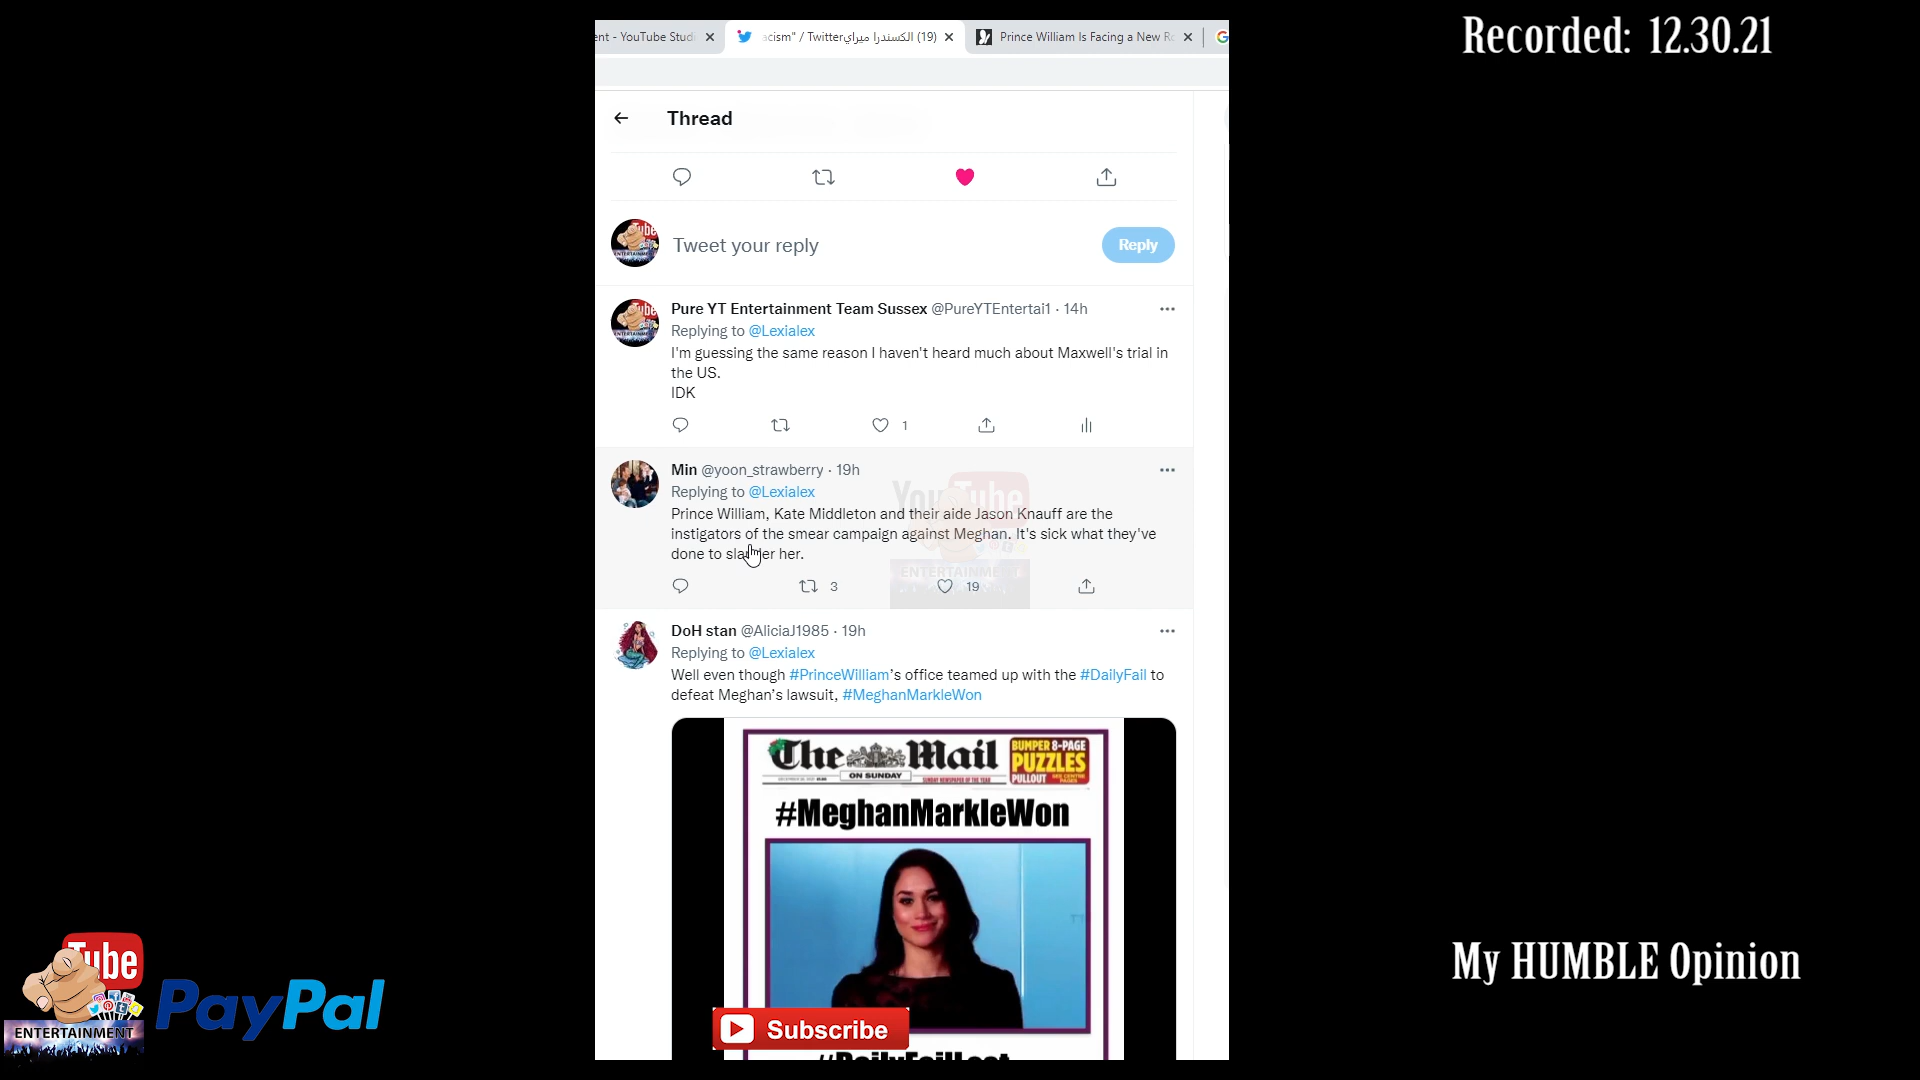 Recorded: 12.30.21
ent - YouTube Stud
acism" / Twitter الكسندرا ميراي (19)
Prince William Is Facing a New R
Thread
Tweet your reply
Reply
Pure YT Entertainment Team Sussex @PureYTEntertai1 · 14h
Replying to @Lexialex
I'm guessing the same reason I haven't heard much about Maxwell's trial in
the US.
IDK
1
Min @yoon_strawberry · 19h
Replying to @Lexialex
Prince William, Kate Middleton and their aide Jason Knauff are the
instigators of the smear campaign against Meghan. It's sick what they've
done to slander her.
3
19
YouTube
ENTERTAINMENT
DoH stan @AliciaJ1985 · 19h
Replying to @Lexialex
Well even though #PrinceWilliam's office teamed up with the #DailyFail to
defeat Meghan's lawsuit, #MeghanMarkleWon
The Mail
ON SUNDAY
BUMPER 8-PAGE
PUZZLES
PULLOUT
#MeghanMarkleWon
Subscribe
#DailyFailLost
Tube
ENTERTAINMENT
PayPal
My HUMBLE Opinion